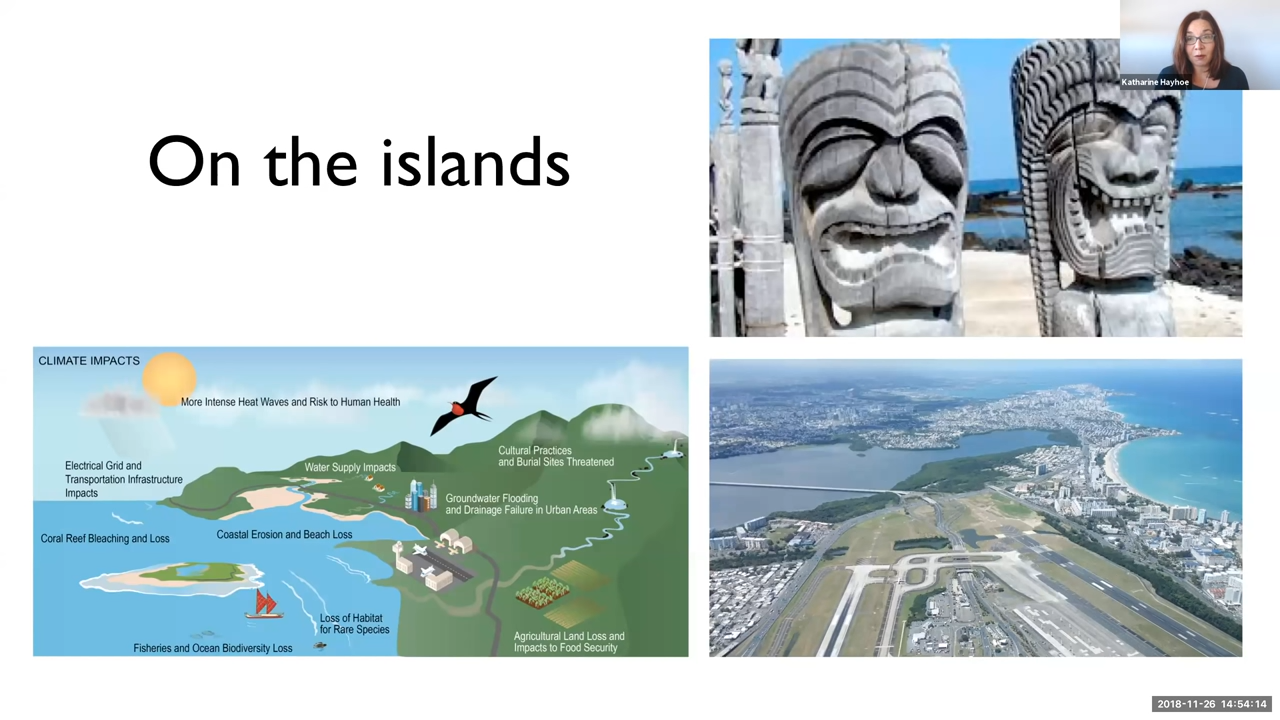 On the islands
Katharine Hayhoe
CLIMATE IMPACTS
More Intense Heat Waves and Risk to Human Health
Electrical Grid and
Transportation Infrastructure
Impacts
Water Supply Impacts
Cultural Practices
and Burial Sites Threatened
Groundwater Flooding
and Drainage Failure in Urban Areas
Coral Reef Bleaching and Loss
Coastal Erosion and Beach Loss
Loss of Habitat
for Rare Species
Fisheries and Ocean Biodiversity Loss
Agricultural Land Loss and
Impacts to Food Security
2018-11-26 14:54:14